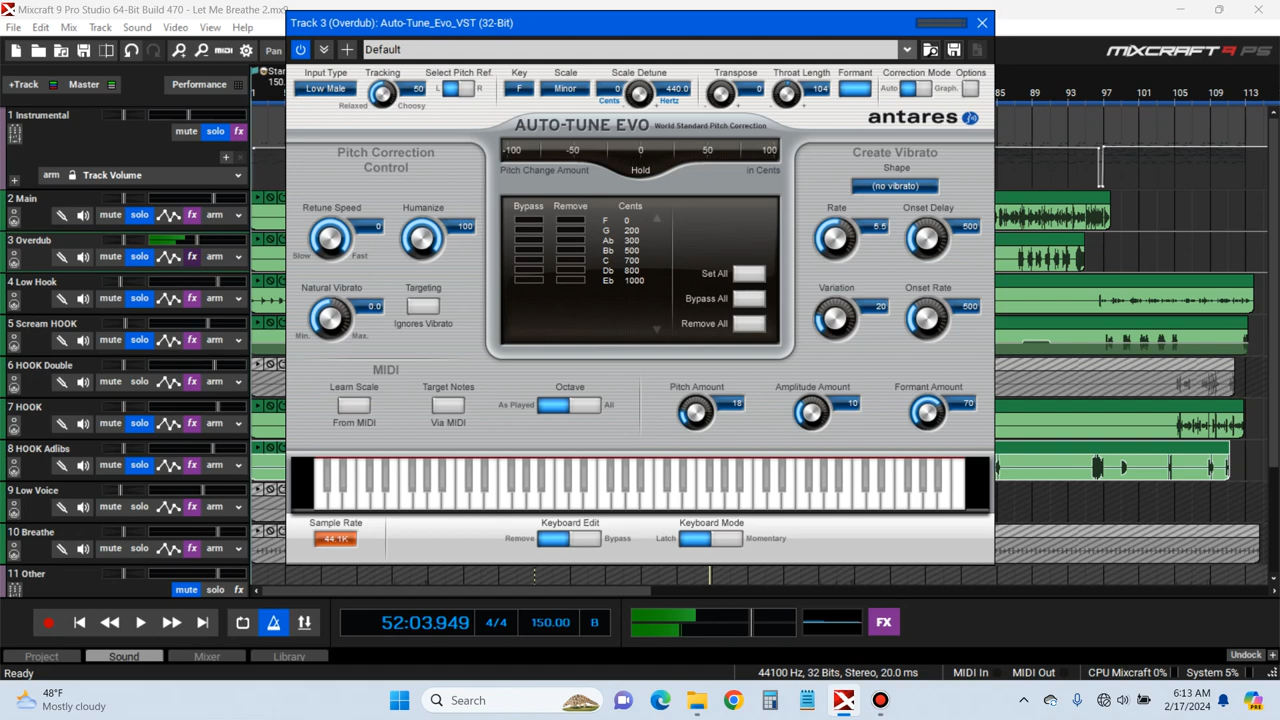 Mixcraft 9 Pro Studio 64-Bit Build 470 - Let Me Breathe 2.mx9
File Edit Mix Track Sound Video View Help
Pan
MIXCRAFT 9 PS
+track Performance
Star
150
85 93 97 101 105 109 113
Track 3 (Overdub): Auto-Tune_Evo_VST (32-Bit)
Default
Input Type Tracking Select Pitch Ref. Key Scale Scale Detune Transpose Throat Length Formant Correction Mode Options
Low Male 50 L R F Minor 0 440.0 0 104 Auto Graph.
Relaxed Choosy Cents Hertz
AUTO-TUNE EVO World Standard Pitch Correction
antares
-100 -50 0 50 100
Pitch Change Amount Hold in Cents
Pitch Correction
Control
Retune Speed Humanize
0 100
Slow Fast
Natural Vibrato Targeting
0.0
Min. Max. Ignores Vibrato
Bypass Remove Cents
F 0
G 200
Ab 300
Bb 500
C 700
Db 800
Eb 1000
Set All
Bypass All
Remove All
Create Vibrato
Shape
(no vibrato)
Rate Onset Delay
5.5 500
Variation Onset Rate
20 500
MIDI
Learn Scale Target Notes Octave
As Played All
From MIDI Via MIDI
Pitch Amount Amplitude Amount Formant Amount
18 10 70
Sample Rate Keyboard Edit Keyboard Mode
44.1K Remove Bypass Latch Momentary
1 Instrumental
mute solo fx
arm Track Volume
2 Main
mute solo fx arm
3 Overdub
mute solo fx arm
4 Low Hook
mute solo fx arm
5 Scream HOOK
mute solo fx arm
6 HOOK Double
mute solo fx arm
7 HOOK
mute solo fx arm
8 HOOK Adlibs
mute solo fx arm
9 Low Voice
mute solo fx arm
10 Breathe
mute solo fx arm
11 Other
mute solo fx
52:03.949 4/4 150.00 B FX
Project Sound Mixer Library Undock
Ready 44100 Hz, 32 Bits, Stereo, 20.0 ms MIDI In MIDI Out CPU Mixcraft 0% System 5%
48°F
Mostly cloudy
Search
6:13 AM
2/17/2024